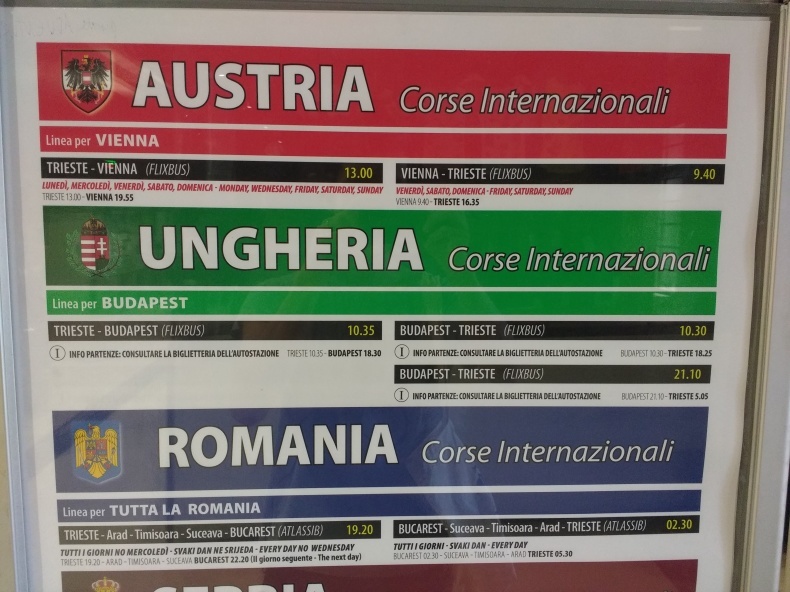 AUSTRIA Corse Internazionali
Linea per VIENNA
TRIESTE - VIENNA (FLIXBUS) 13.00
LUNEDÌ, MERCOLEDÌ, VENERDÌ, SABATO, DOMENICA - MONDAY, WEDNESDAY, FRIDAY, SATURDAY, SUNDAY
TRIESTE 13.00 - VIENNA 19.55
VIENNA - TRIESTE (FLIXBUS) 9.40
VENERDÌ, SABATO, DOMENICA - FRIDAY, SATURDAY, SUNDAY
VIENNA 9.40 - TRIESTE 16.35
UNGHERIA Corse Internazionali
Linea per BUDAPEST
TRIESTE - BUDAPEST (FLIXBUS) 10.35
I INFO PARTENZE: CONSULTARE LA BIGLIETTERIA DELL'AUTOSTAZIONE TRIESTE 10.35 - BUDAPEST 18.30
BUDAPEST - TRIESTE (FLIXBUS) 10.30
I INFO PARTENZE: CONSULTARE LA BIGLIETTERIA DELL'AUTOSTAZIONE BUDAPEST 10.30 - TRIESTE 18.25
BUDAPEST - TRIESTE (FLIXBUS) 21.10
I INFO PARTENZE: CONSULTARE LA BIGLIETTERIA DELL'AUTOSTAZIONE BUDAPEST 21.10 - TRIESTE 5.05
ROMANIA Corse Internazionali
Linea per TUTTA LA ROMANIA
TRIESTE - Arad - Timisoara - Suceava - BUCAREST (ATLASSIB) 19.20
TUTTI I GIORNI NO MERCOLEDÌ - SVAKI DAN NE SRIJEDA - EVERY DAY NO WEDNESDAY
TRIESTE 19.20 - ARAD - TIMISOARA - SUCEAVA BUCAREST 22.20 (Il giorno seguente - The next day)
BUCAREST - Suceava - Timisoara - Arad - TRIESTE (ATLASSIB) 02.30
TUTTI I GIORNI - SVAKI DAN - EVERY DAY
BUCAREST 02.30 - SUCEAVA - TIMISOARA - ARAD TRIESTE 05.30
SERBIA